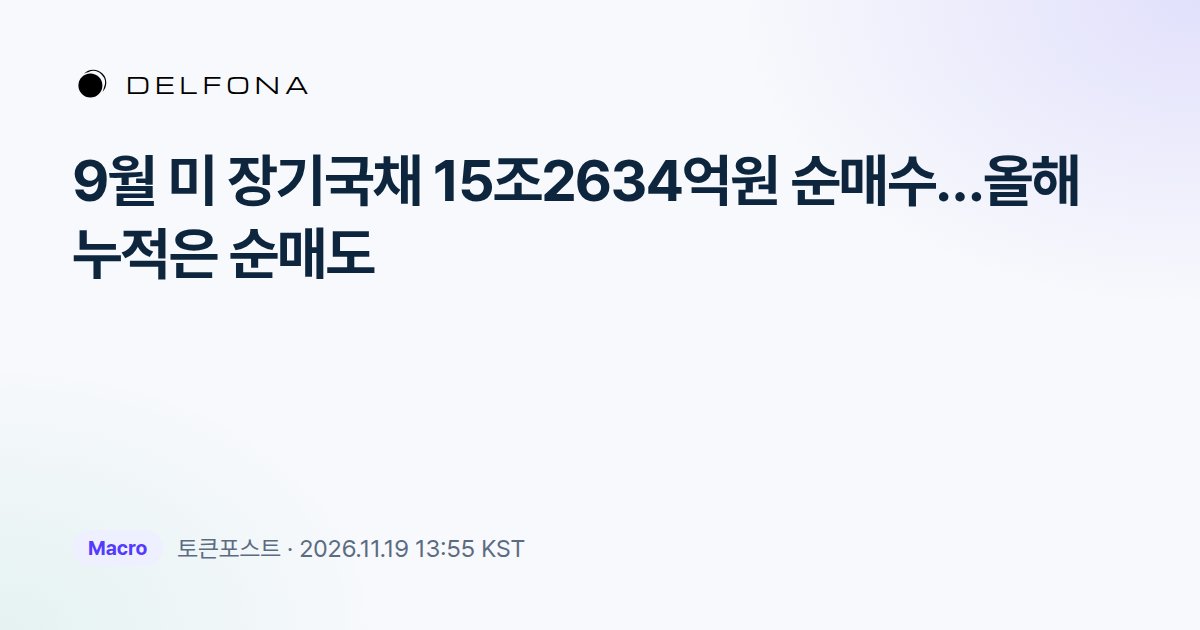 DELFONA
9월 미 장기국채 15조2634억원 순매수...올해
누적은 순매도
Macro 토큰포스트 · 2026.11.19 13:55 KST